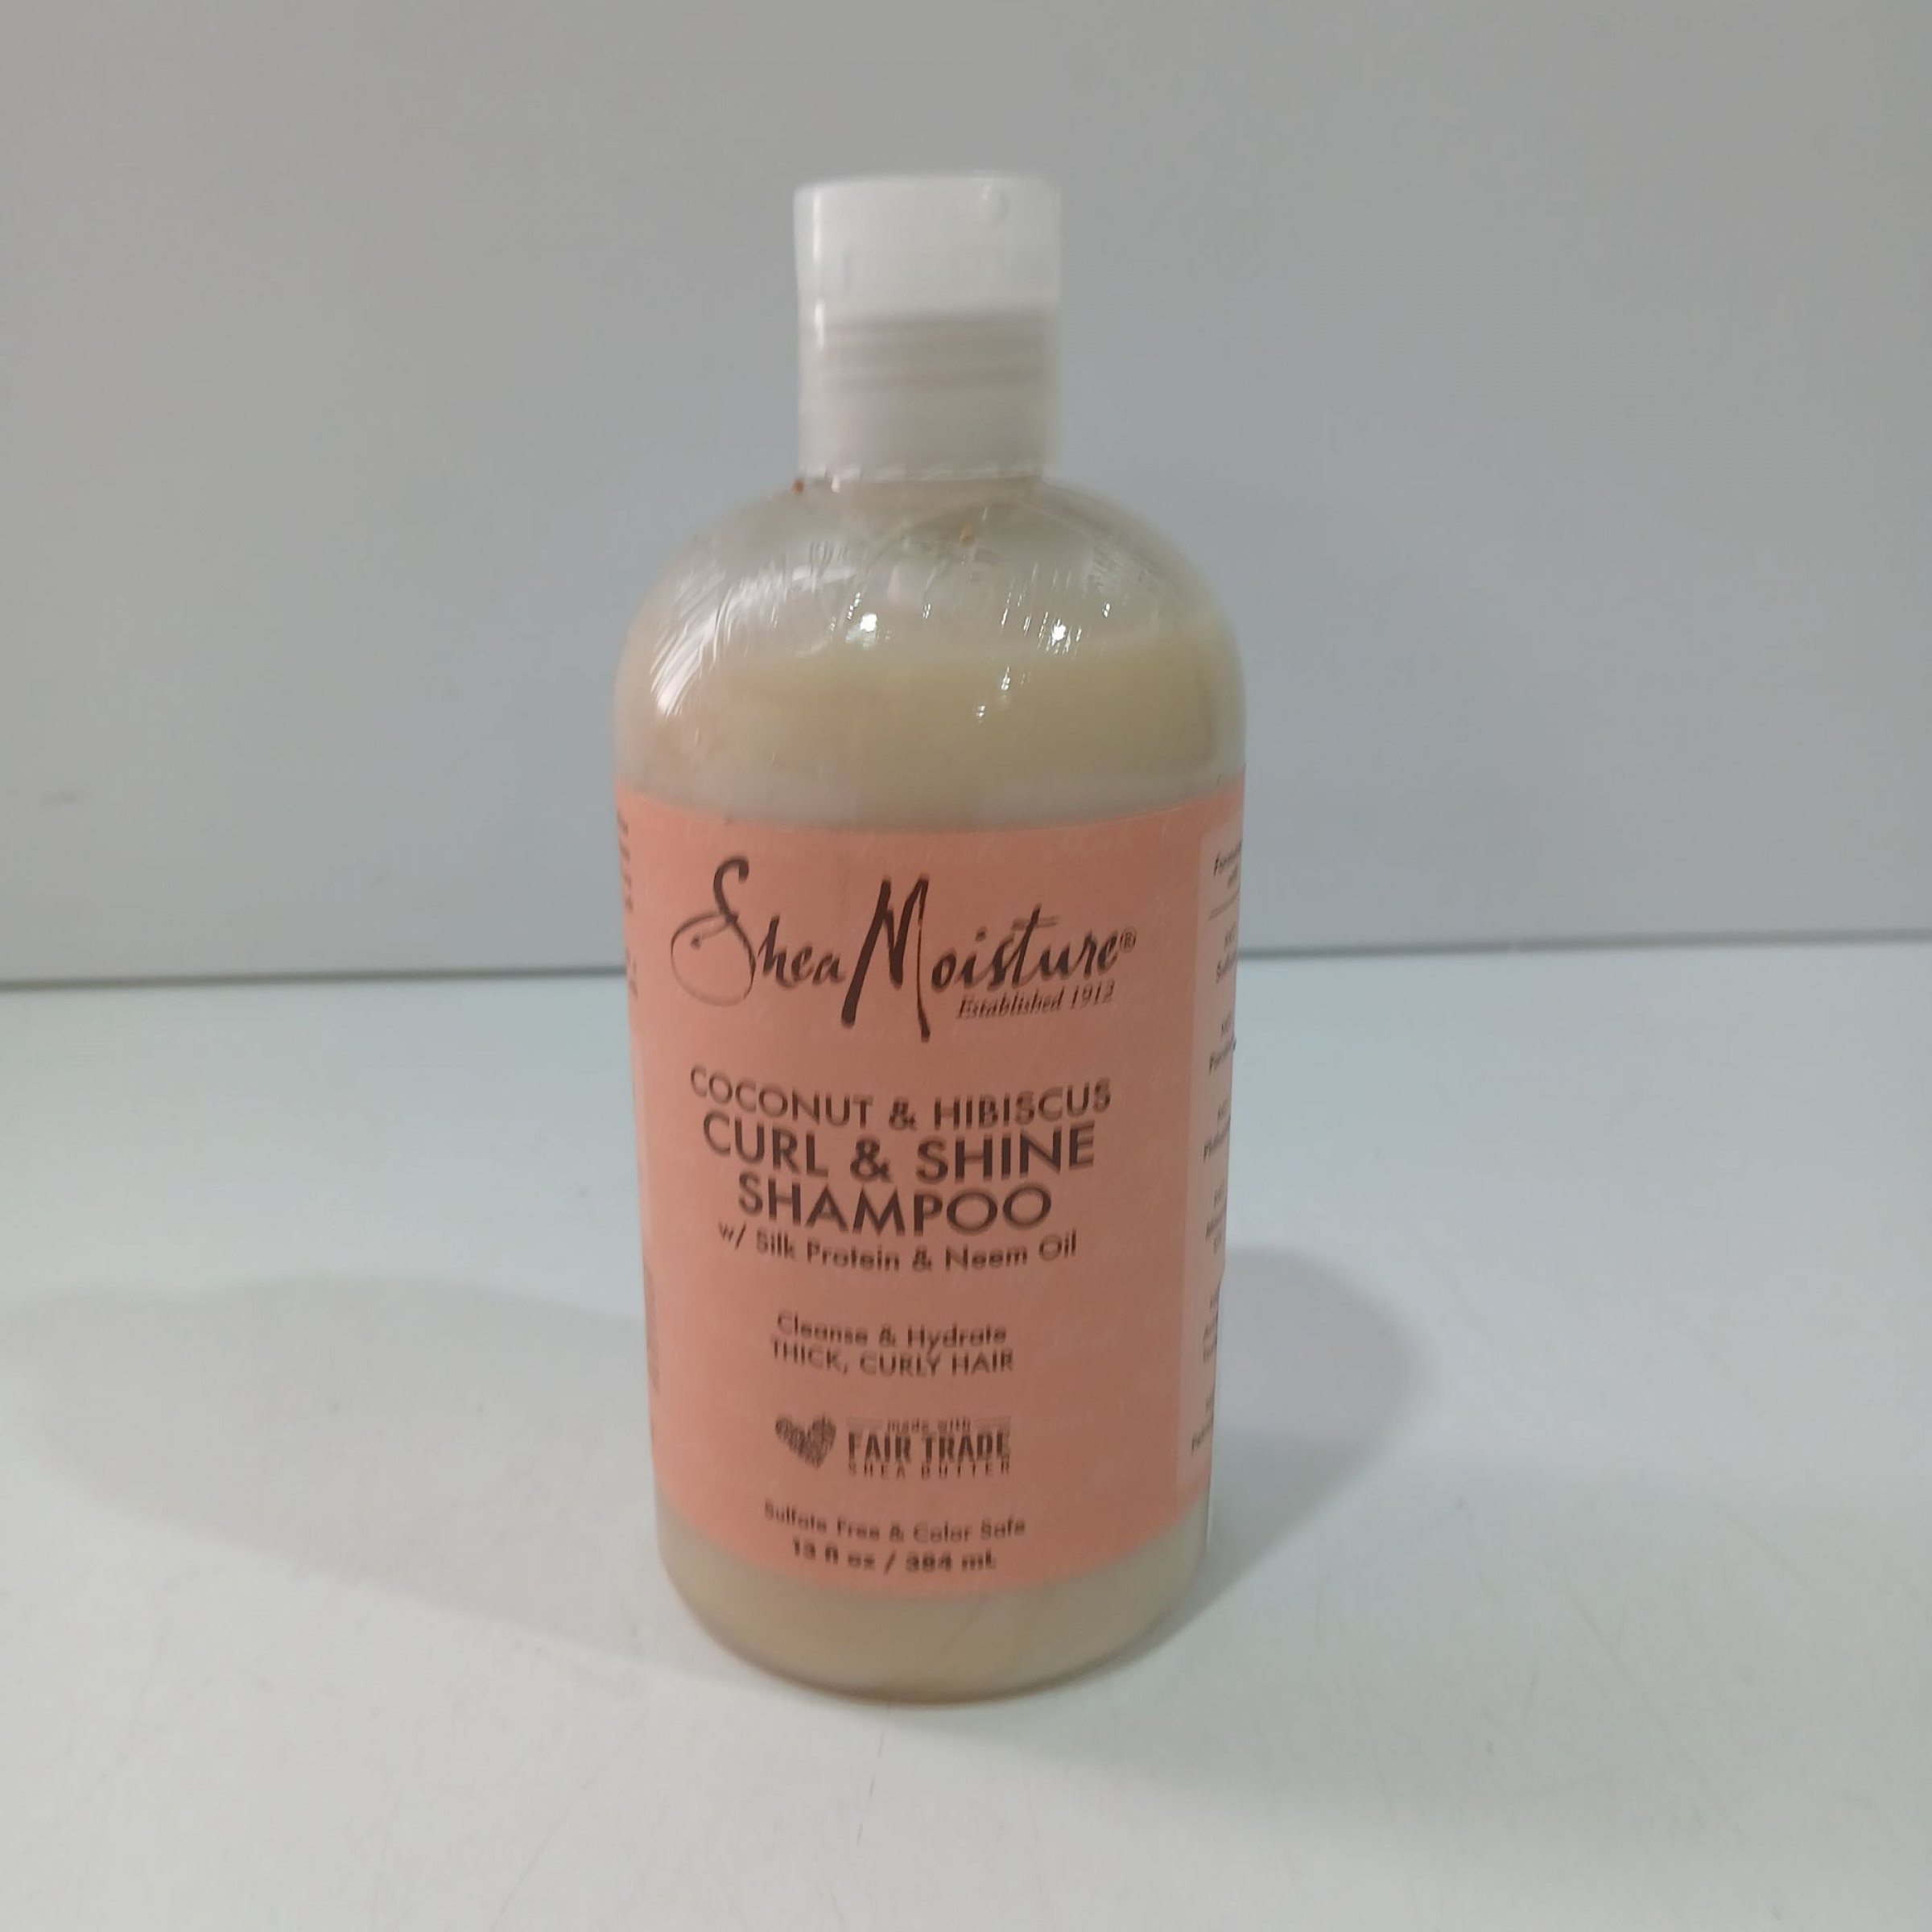 SheaMoisture®
Established 1912
COCONUT & HIBISCUS
CURL & SHINE
SHAMPOO
w/ Silk Protein & Neem Oil
Cleanse & Hydrate
THICK, CURLY HAIR
made with
FAIR TRADE
SHEA BUTTER
Sulfate Free & Color Safe
13 fl oz / 384 mL